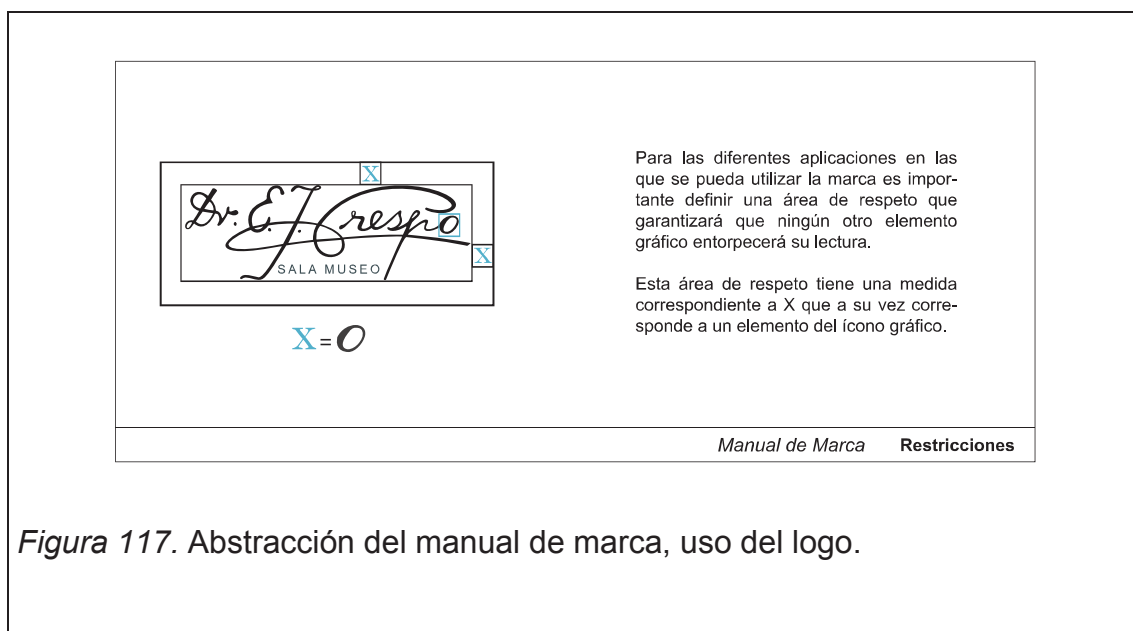 X
Dr. E. J. Crespo
X
SALA MUSEO
X = o
Para las diferentes aplicaciones en las
que se pueda utilizar la marca es impor-
tante definir una área de respeto que
garantizará que ningún otro elemento
gráfico entorpecerá su lectura.
Esta área de respeto tiene una medida
correspondiente a X que a su vez corre-
sponde a un elemento del ícono gráfico.
Manual de Marca Restricciones
Figura 117. Abstracción del manual de marca, uso del logo.